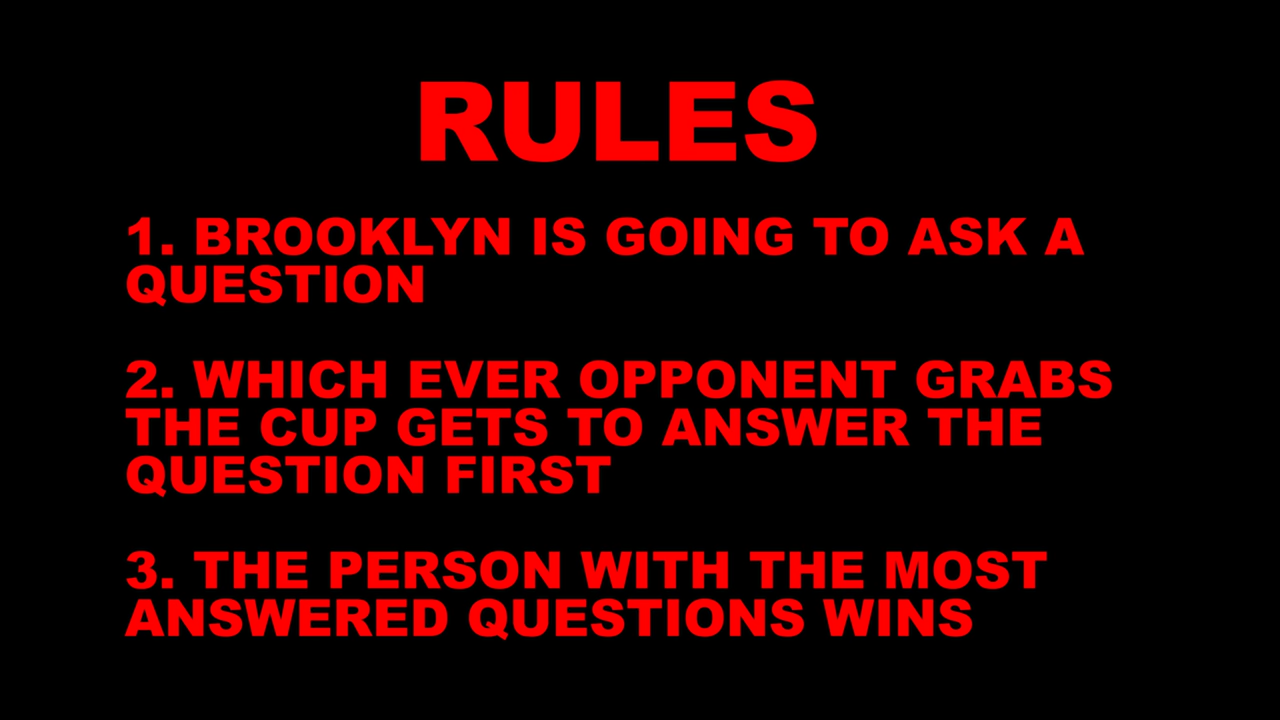 RULES
1. BROOKLYN IS GOING TO ASK A
QUESTION
2. WHICH EVER OPPONENT GRABS
THE CUP GETS TO ANSWER THE
QUESTION FIRST
3. THE PERSON WITH THE MOST
ANSWERED QUESTIONS WINS